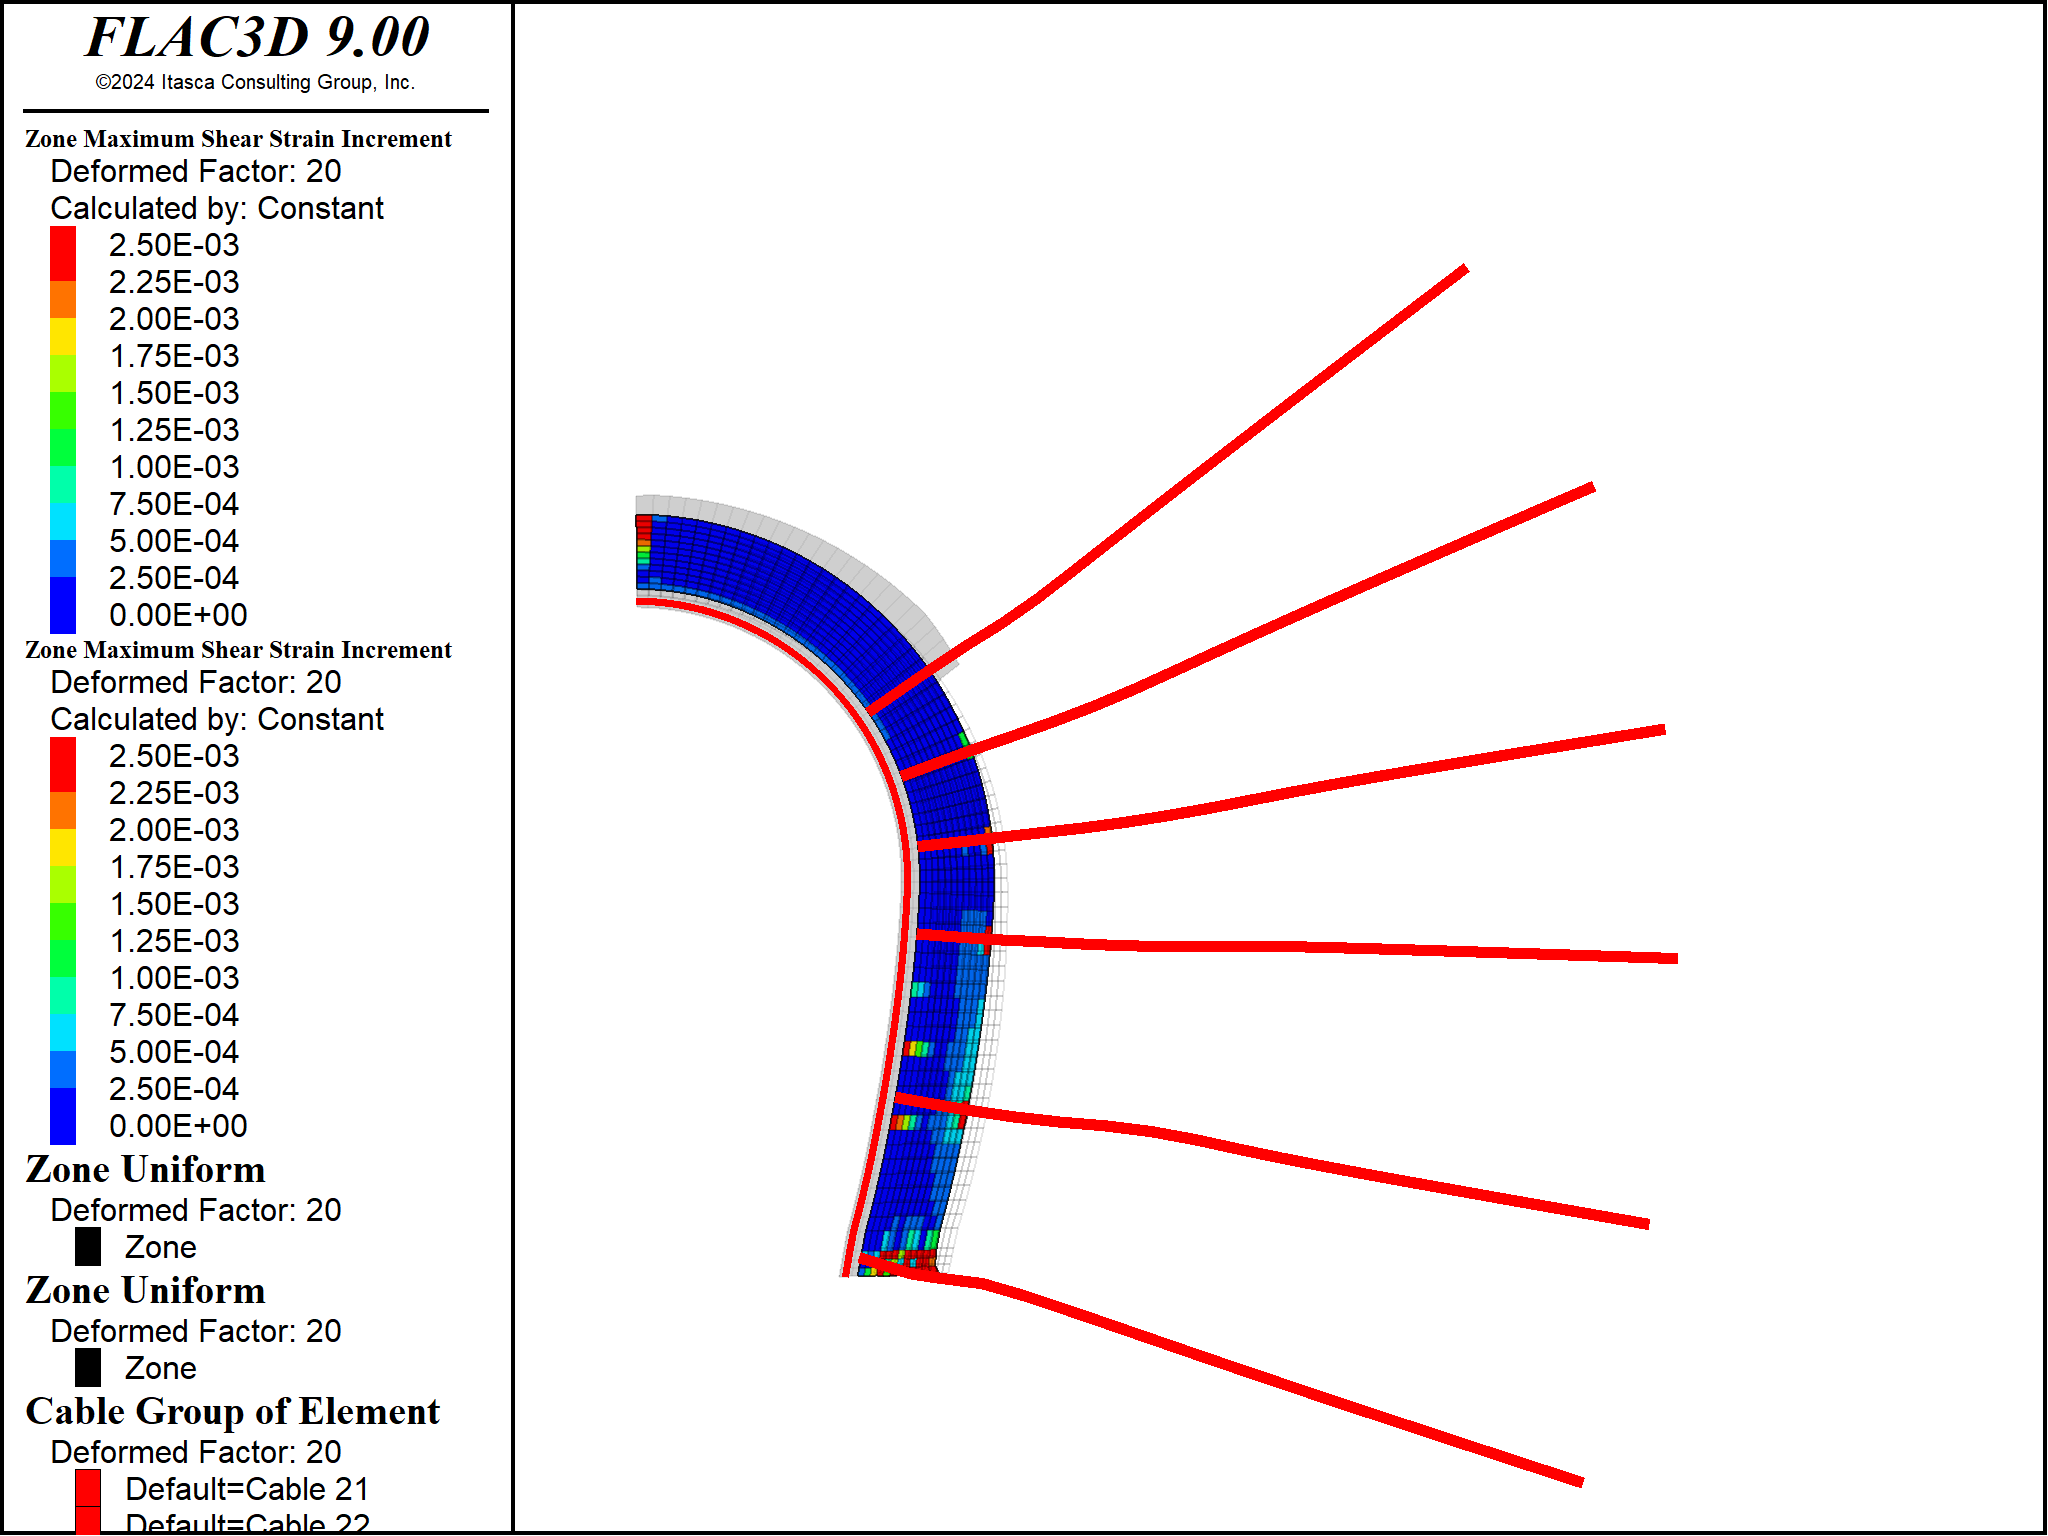 FLAC3D 9.00
©2024 Itasca Consulting Group, Inc.
Zone Maximum Shear Strain Increment
Deformed Factor: 20
Calculated by: Constant
2.50E-03
2.25E-03
2.00E-03
1.75E-03
1.50E-03
1.25E-03
1.00E-03
7.50E-04
5.00E-04
2.50E-04
0.00E+00
Zone Maximum Shear Strain Increment
Deformed Factor: 20
Calculated by: Constant
2.50E-03
2.25E-03
2.00E-03
1.75E-03
1.50E-03
1.25E-03
1.00E-03
7.50E-04
5.00E-04
2.50E-04
0.00E+00
Zone Uniform
Deformed Factor: 20
Zone
Zone Uniform
Deformed Factor: 20
Zone
Cable Group of Element
Deformed Factor: 20
Default=Cable 21
Default=Cable 22